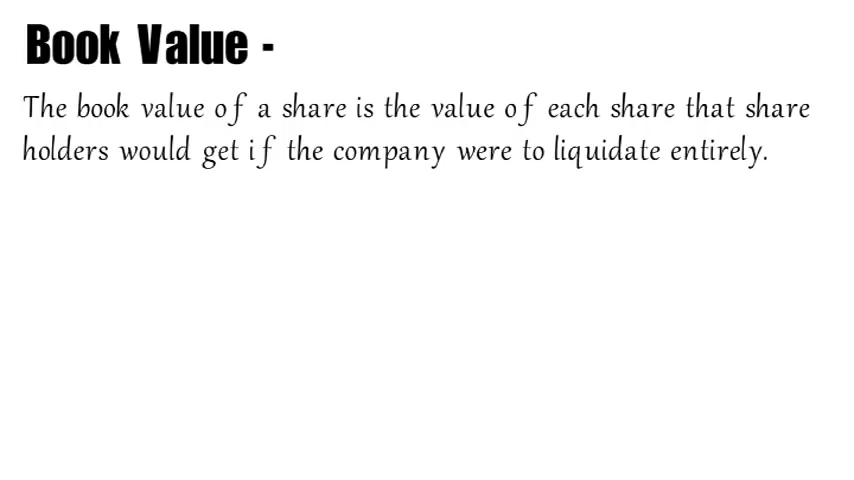 Book Value -
The book value of a share is the value of each share that share
holders would get if the company were to liquidate entirely.